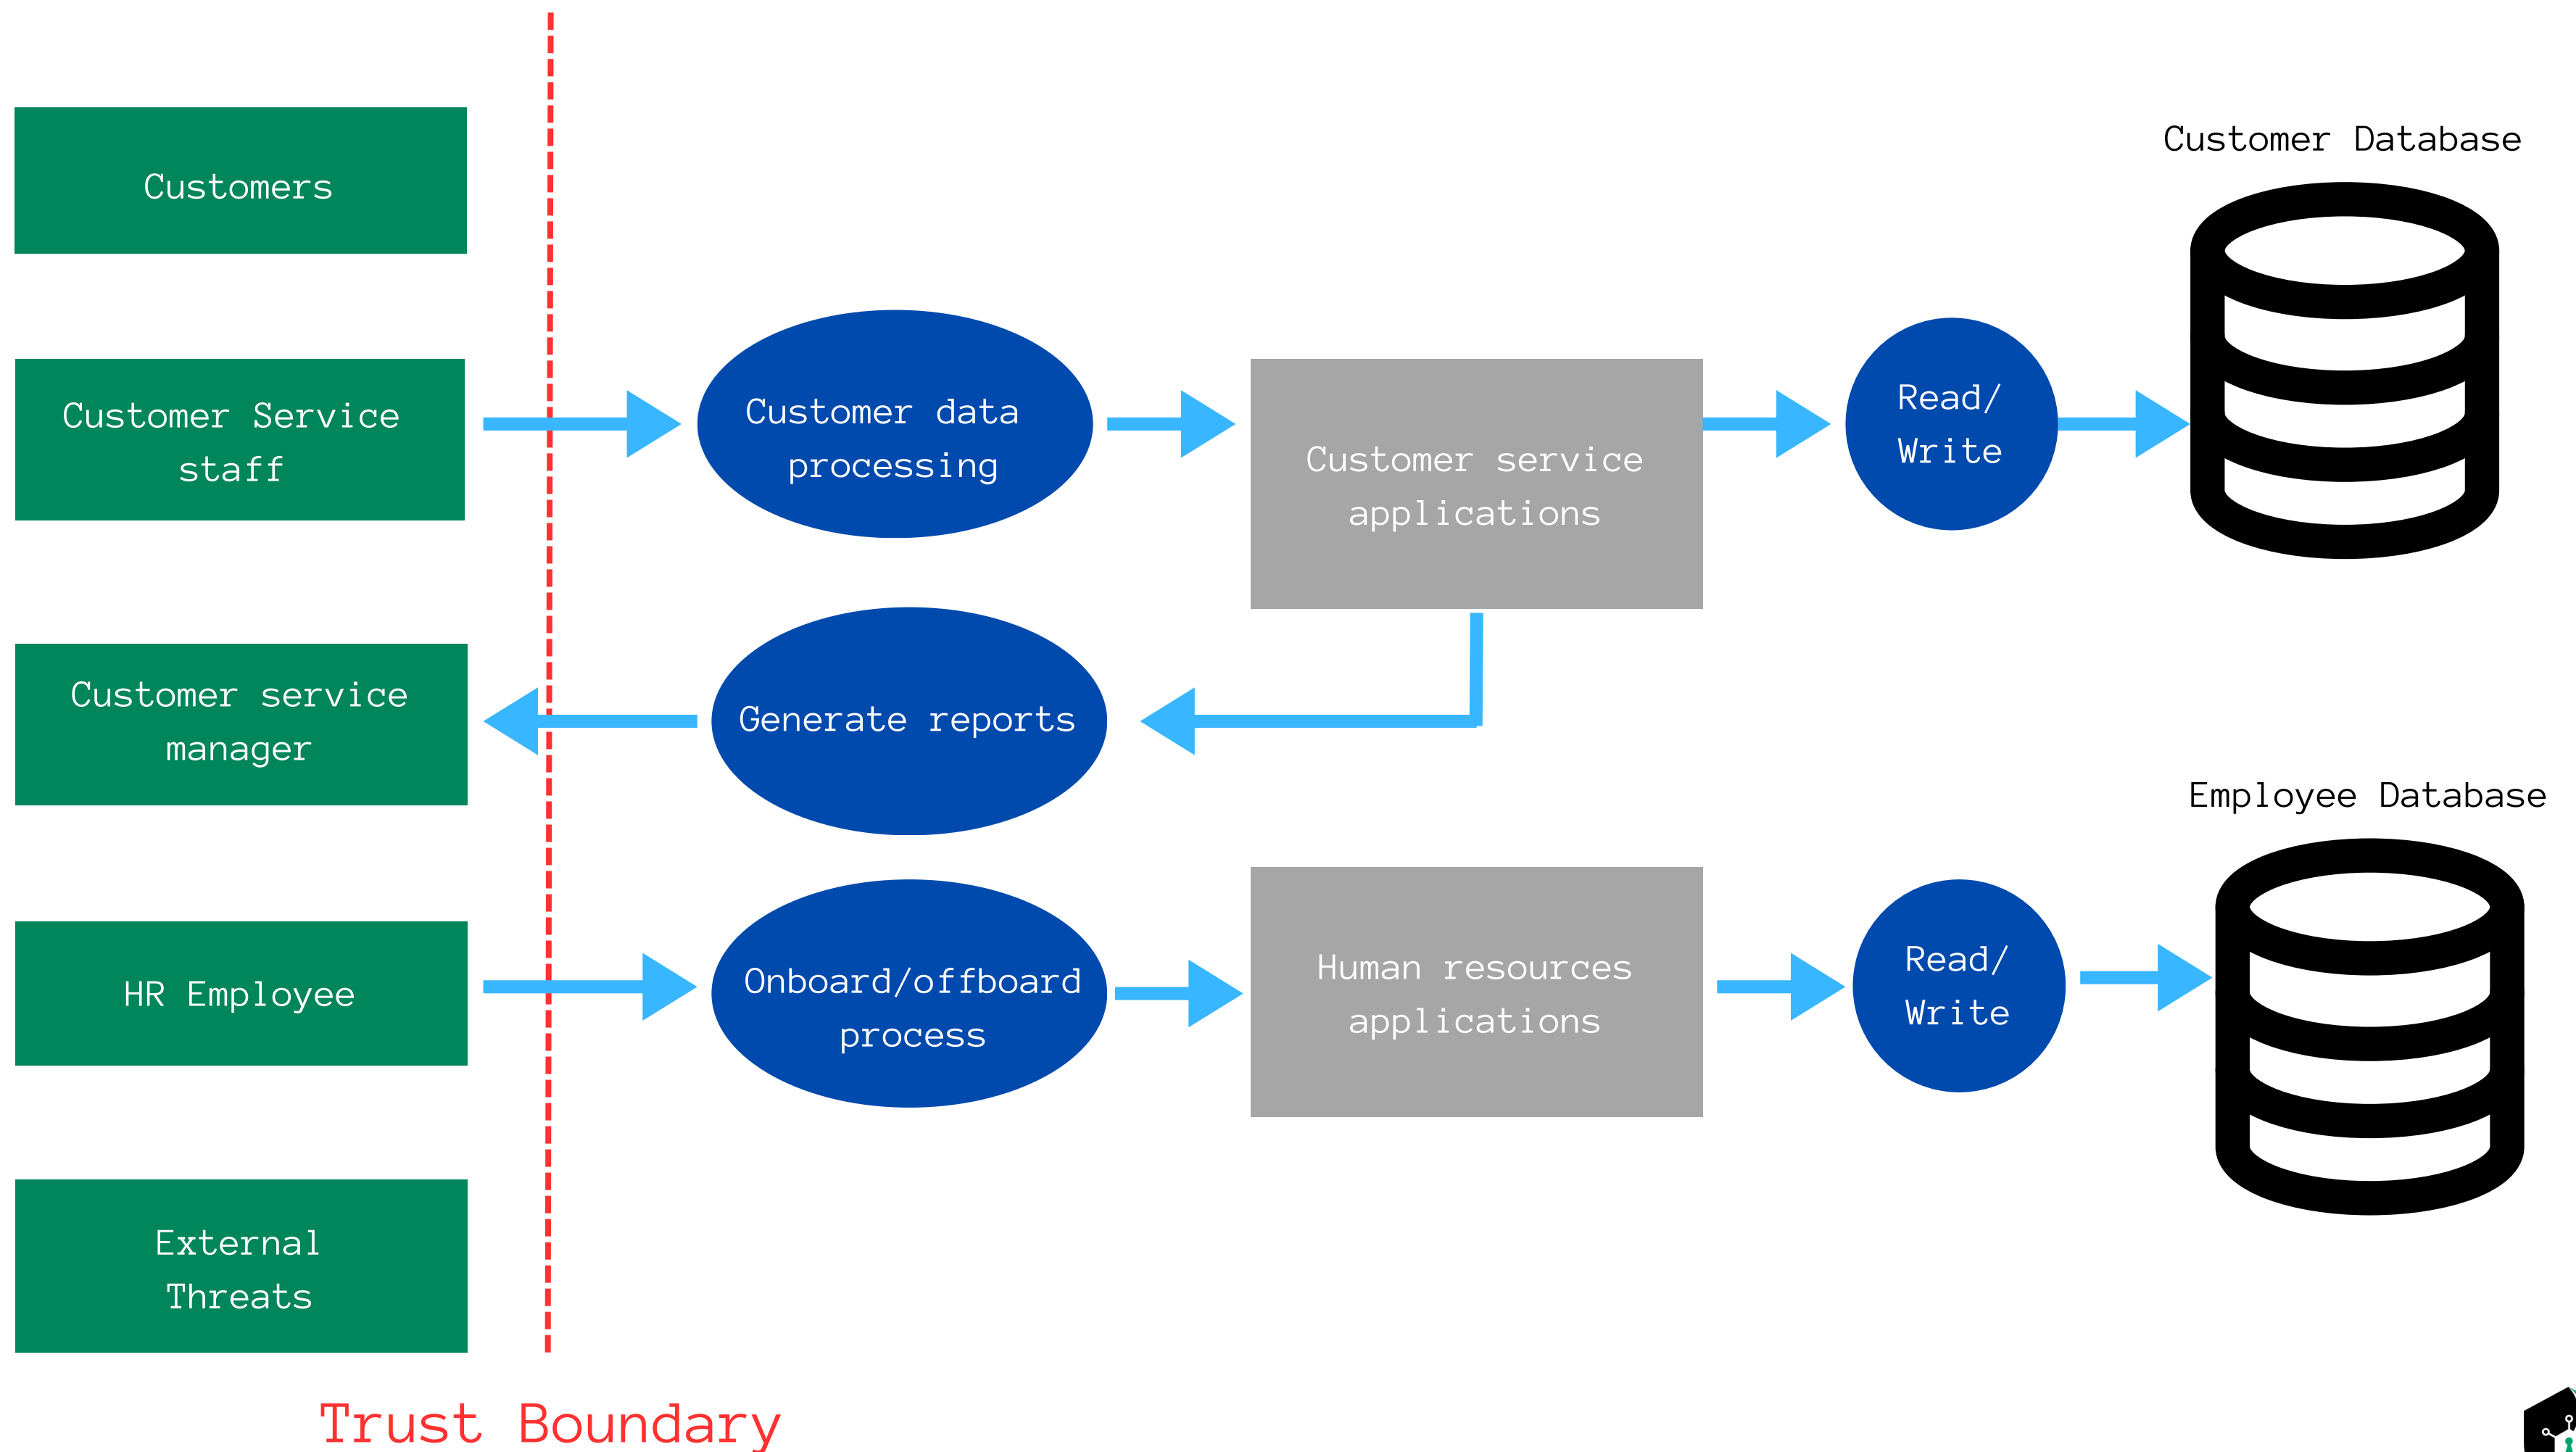 Customers
Customer Database
Customer Service
staff
Customer data
processing
Customer service
applications
Read/
Write
Customer service
manager
Generate reports
Employee Database
HR Employee
Onboard/offboard
process
Human resources
applications
Read/
Write
External
Threats
Trust Boundary